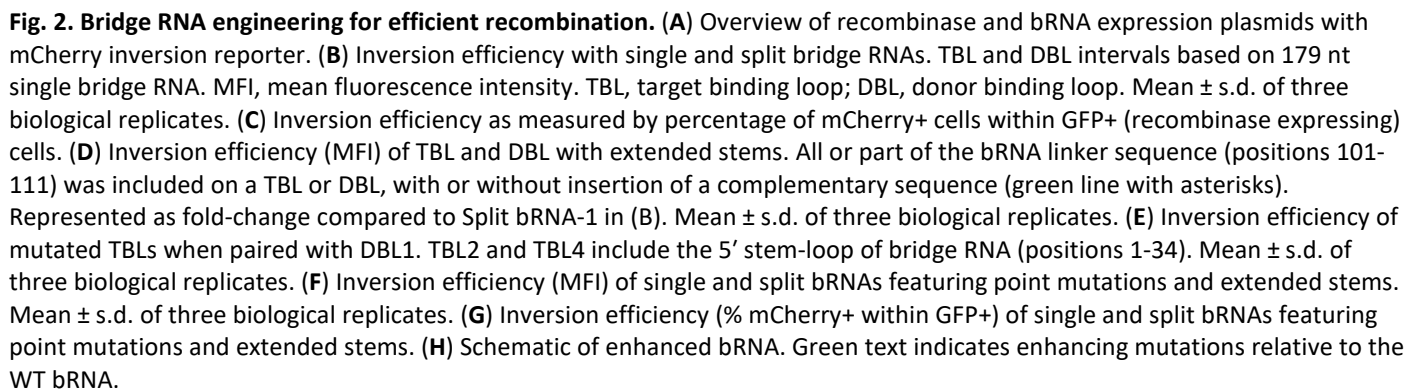 Fig. 2. Bridge RNA engineering for efficient recombination. (A) Overview of recombinase and bRNA expression plasmids with
mCherry inversion reporter. (B) Inversion efficiency with single and split bridge RNAs. TBL and DBL intervals based on 179 nt
single bridge RNA. MFI, mean fluorescence intensity. TBL, target binding loop; DBL, donor binding loop. Mean ± s.d. of three
biological replicates. (C) Inversion efficiency as measured by percentage of mCherry+ cells within GFP+ (recombinase expressing)
cells. (D) Inversion efficiency (MFI) of TBL and DBL with extended stems. All or part of the bRNA linker sequence (positions 101-
111) was included on a TBL or DBL, with or without insertion of a complementary sequence (green line with asterisks).
Represented as fold-change compared to Split bRNA-1 in (B). Mean ± s.d. of three biological replicates. (E) Inversion efficiency of
mutated TBLs when paired with DBL1. TBL2 and TBL4 include the 5′ stem-loop of bridge RNA (positions 1-34). Mean ± s.d. of
three biological replicates. (F) Inversion efficiency (MFI) of single and split bRNAs featuring point mutations and extended stems.
Mean ± s.d. of three biological replicates. (G) Inversion efficiency (% mCherry+ within GFP+) of single and split bRNAs featuring
point mutations and extended stems. (H) Schematic of enhanced bRNA. Green text indicates enhancing mutations relative to the
WT bRNA.